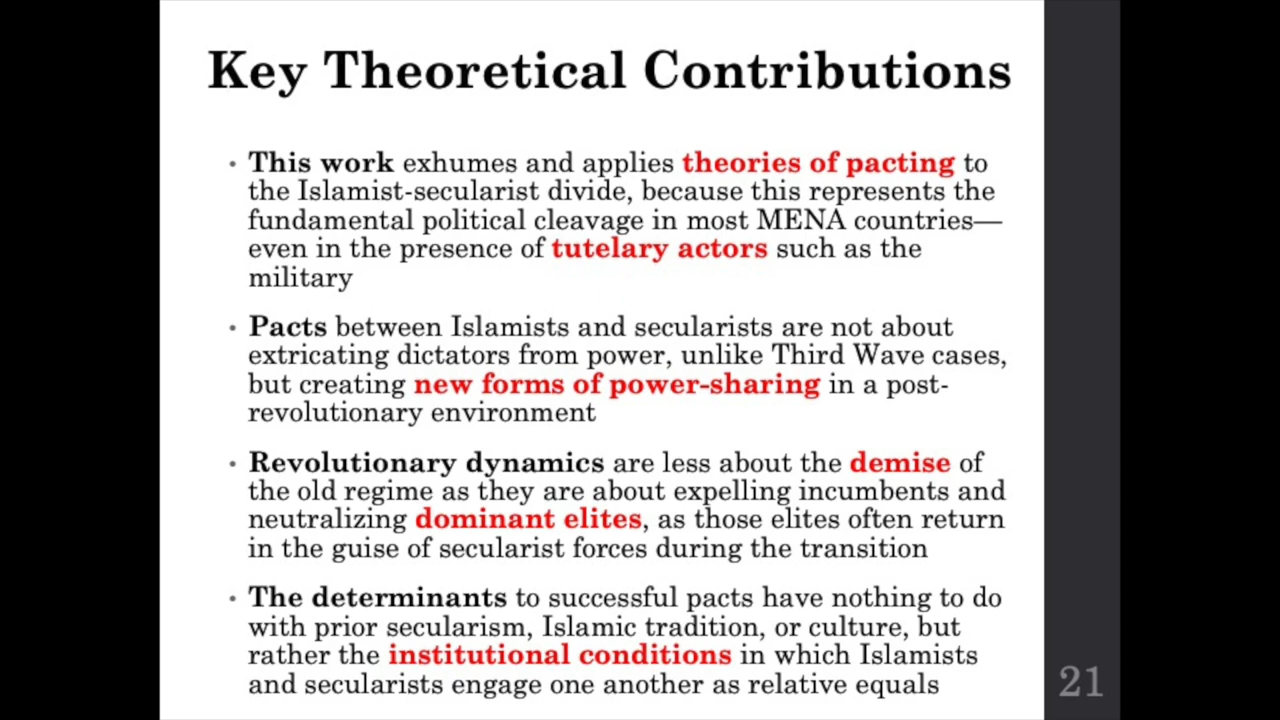 Key Theoretical Contributions
• This work exhumes and applies theories of pacting to
the Islamist-secularist divide, because this represents the
fundamental political cleavage in most MENA countries—
even in the presence of tutelary actors such as the
military
• Pacts between Islamists and secularists are not about
extricating dictators from power, unlike Third Wave cases,
but creating new forms of power-sharing in a post-
revolutionary environment
• Revolutionary dynamics are less about the demise of
the old regime as they are about expelling incumbents and
neutralizing dominant elites, as those elites often return
in the guise of secularist forces during the transition
• The determinants to successful pacts have nothing to do
with prior secularism, Islamic tradition, or culture, but
rather the institutional conditions in which Islamists
and secularists engage one another as relative equals
21